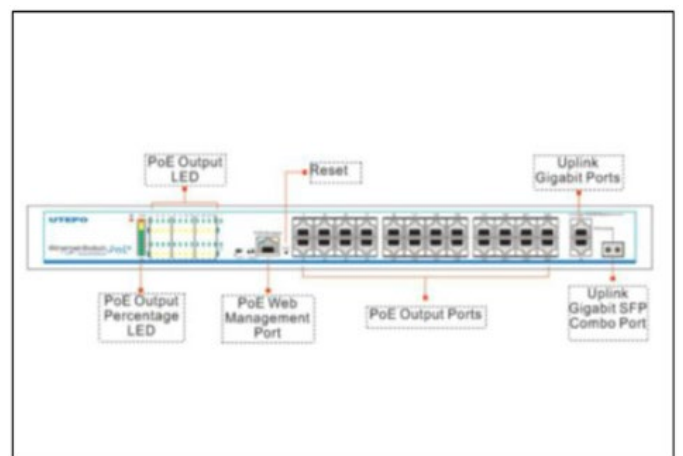 PoE Output
LED
Reset
Uplink
Gigabit Ports
UTEPO
PoE Output
Percentage
LED
PoE Web
Management
Port
PoE Output Ports
Uplink
Gigabit SFP
Combo Port